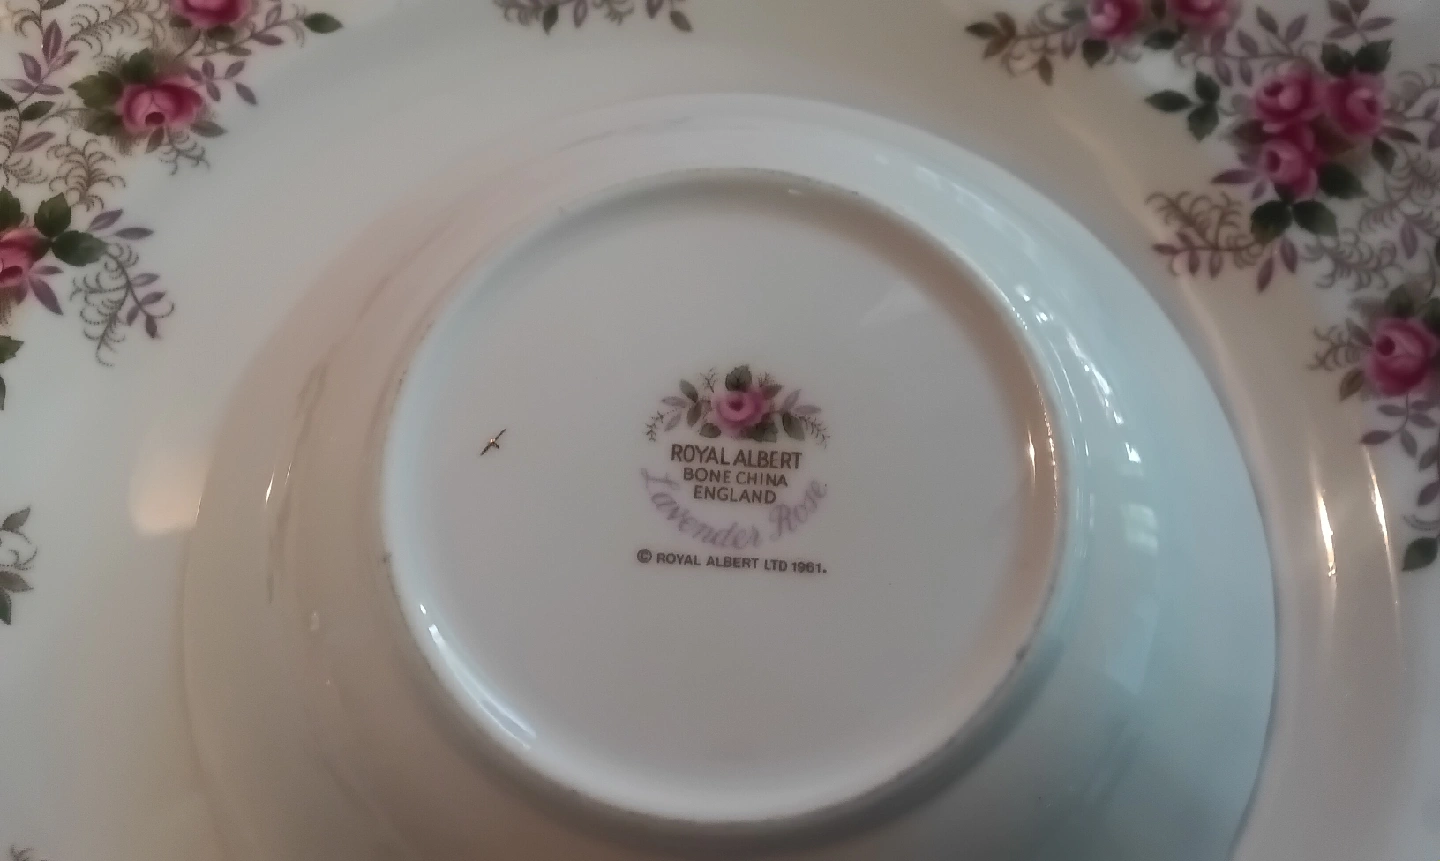 ROYAL ALBERT
BONE CHINA
ENGLAND
Lavender Rose
© ROYAL ALBERT LTD 1961.